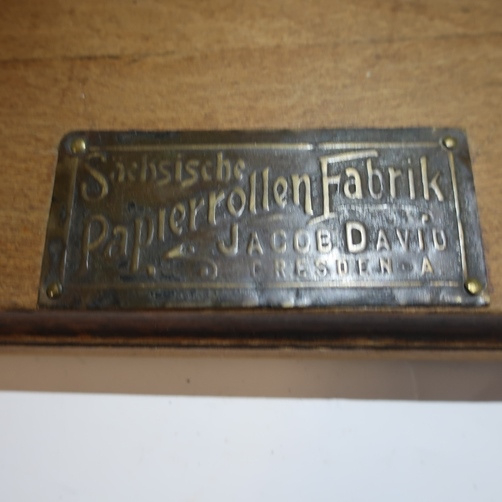 Sächsische
Papierrollen Fabrik
JACOB DAVID
DRESDEN-A